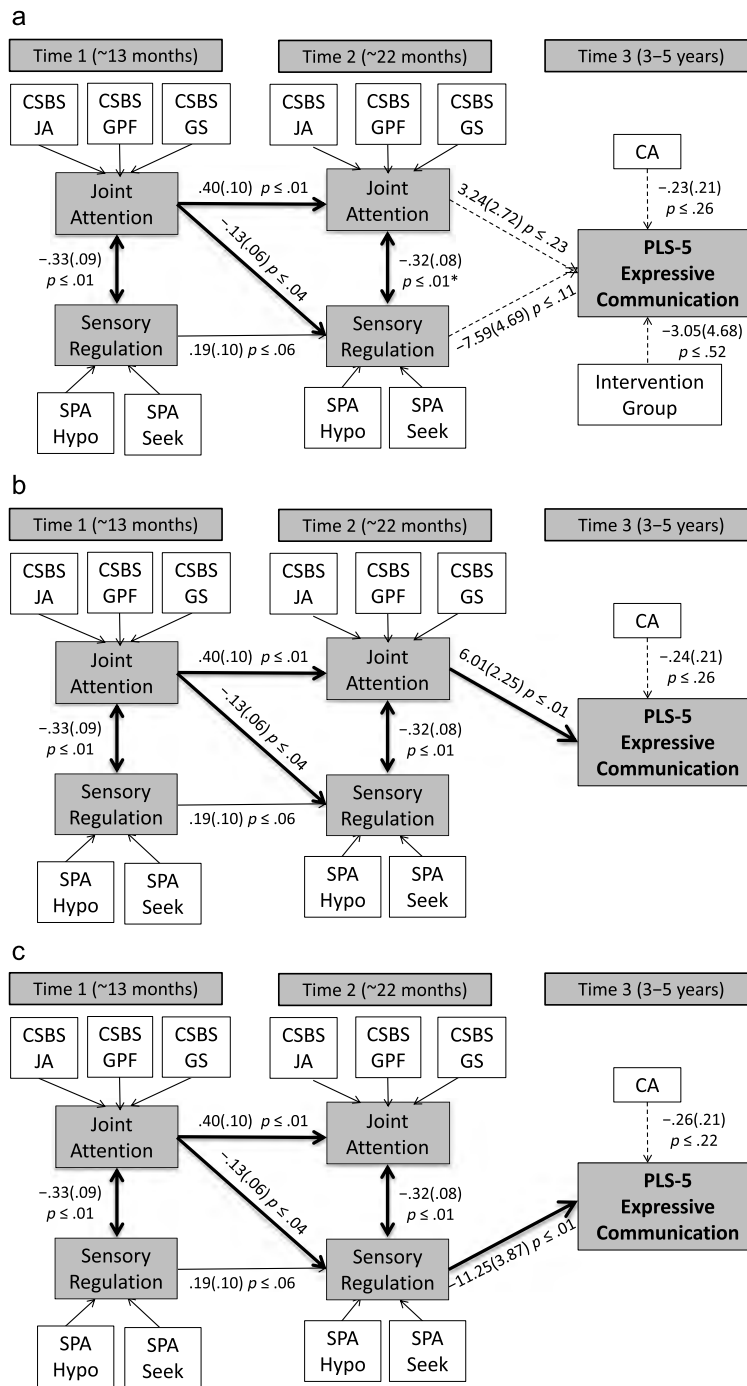 a
Time 1 (~13 months)
Time 2 (~22 months)
Time 3 (3−5 years)
CSBS
JA
CSBS
GPF
CSBS
GS
CSBS
JA
CSBS
GPF
CSBS
GS
CA
Joint
Attention
.40(.10) p ≤ .01
Joint
Attention
3.24(2.72) p ≤ .23
−.23(.21)
p ≤ .26
−.33(.09)
p ≤ .01
−.13(.06) p ≤ .04
−.32(.08)
p ≤ .01*
PLS-5
Expressive
Communication
Sensory
Regulation
.19(.10) p ≤ .06
Sensory
Regulation
−7.59(4.69) p ≤ .11
−3.05(4.68)
p ≤ .52
SPA
Hypo
SPA
Seek
SPA
Hypo
SPA
Seek
Intervention
Group
b
Time 1 (~13 months)
Time 2 (~22 months)
Time 3 (3−5 years)
CSBS
JA
CSBS
GPF
CSBS
GS
CSBS
JA
CSBS
GPF
CSBS
GS
CA
Joint
Attention
.40(.10) p ≤ .01
Joint
Attention
6.01(2.25) p ≤ .01
−.24(.21)
p ≤ .26
−.33(.09)
p ≤ .01
−.13(.06) p ≤ .04
−.32(.08)
p ≤ .01
PLS-5
Expressive
Communication
Sensory
Regulation
.19(.10) p ≤ .06
Sensory
Regulation
SPA
Hypo
SPA
Seek
SPA
Hypo
SPA
Seek
c
Time 1 (~13 months)
Time 2 (~22 months)
Time 3 (3−5 years)
CSBS
JA
CSBS
GPF
CSBS
GS
CSBS
JA
CSBS
GPF
CSBS
GS
CA
Joint
Attention
.40(.10) p ≤ .01
Joint
Attention
−.26(.21)
p ≤ .22
−.33(.09)
p ≤ .01
−.13(.06) p ≤ .04
−.32(.08)
p ≤ .01
PLS-5
Expressive
Communication
Sensory
Regulation
.19(.10) p ≤ .06
Sensory
Regulation
−11.25(3.87) p ≤ .01
SPA
Hypo
SPA
Seek
SPA
Hypo
SPA
Seek